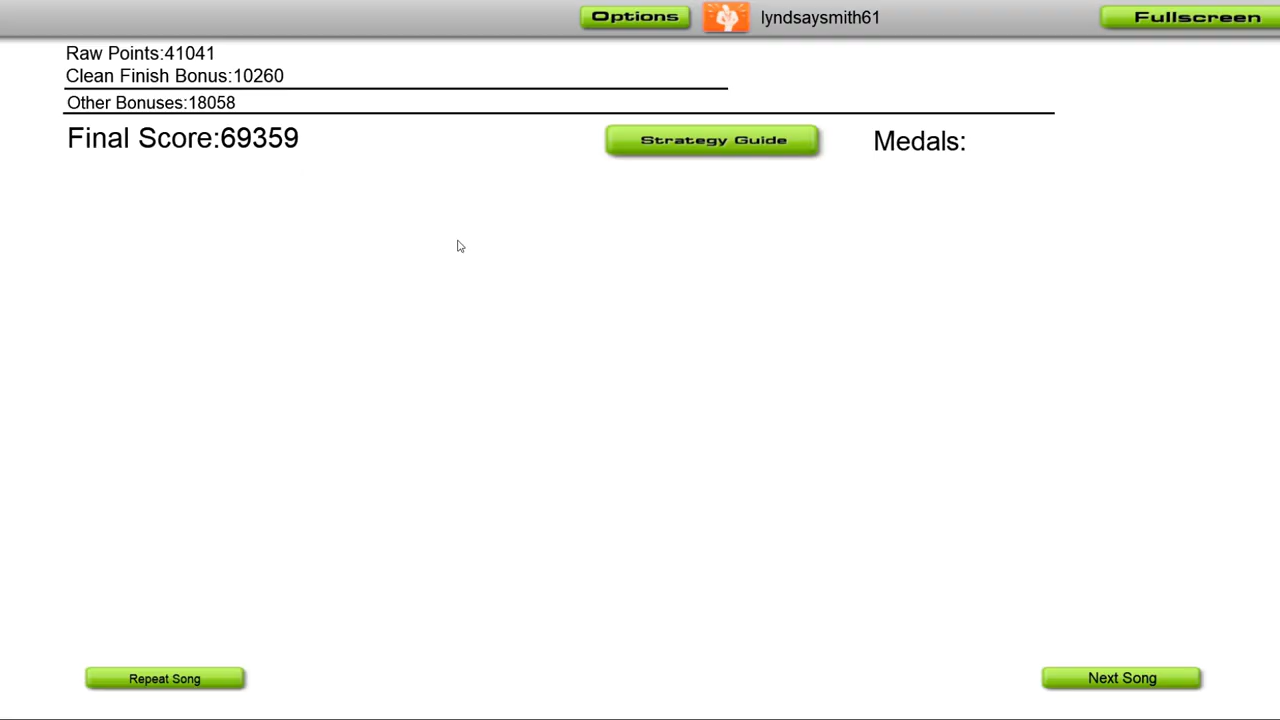 Options
lyndsaysmith61
Fullscreen
Raw Points:41041
Clean Finish Bonus:10260
Other Bonuses:18058
Final Score:69359
Strategy Guide
Medals:
Repeat Song
Next Song